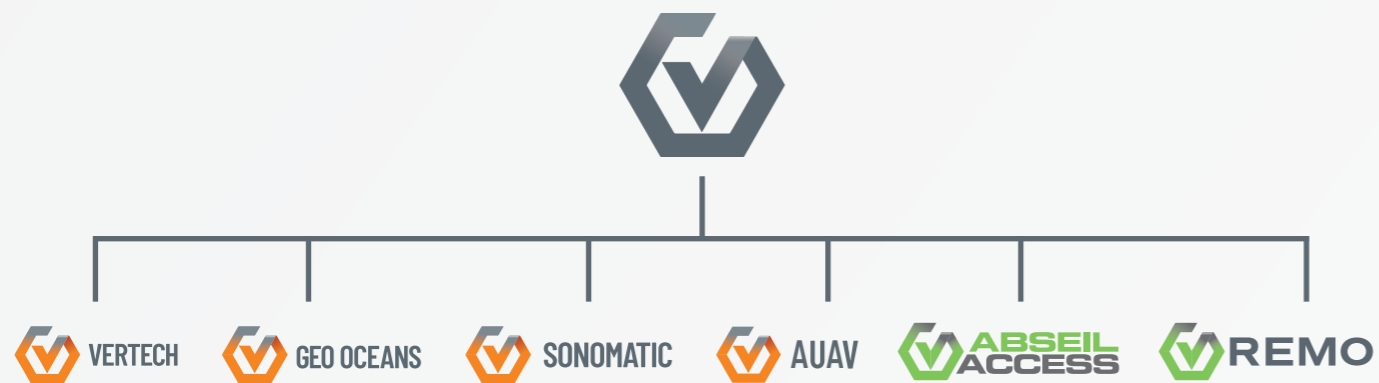 VERTECH
GEO OCEANS
SONOMATIC
AUAV
ABSEIL
ACCESS
REMO